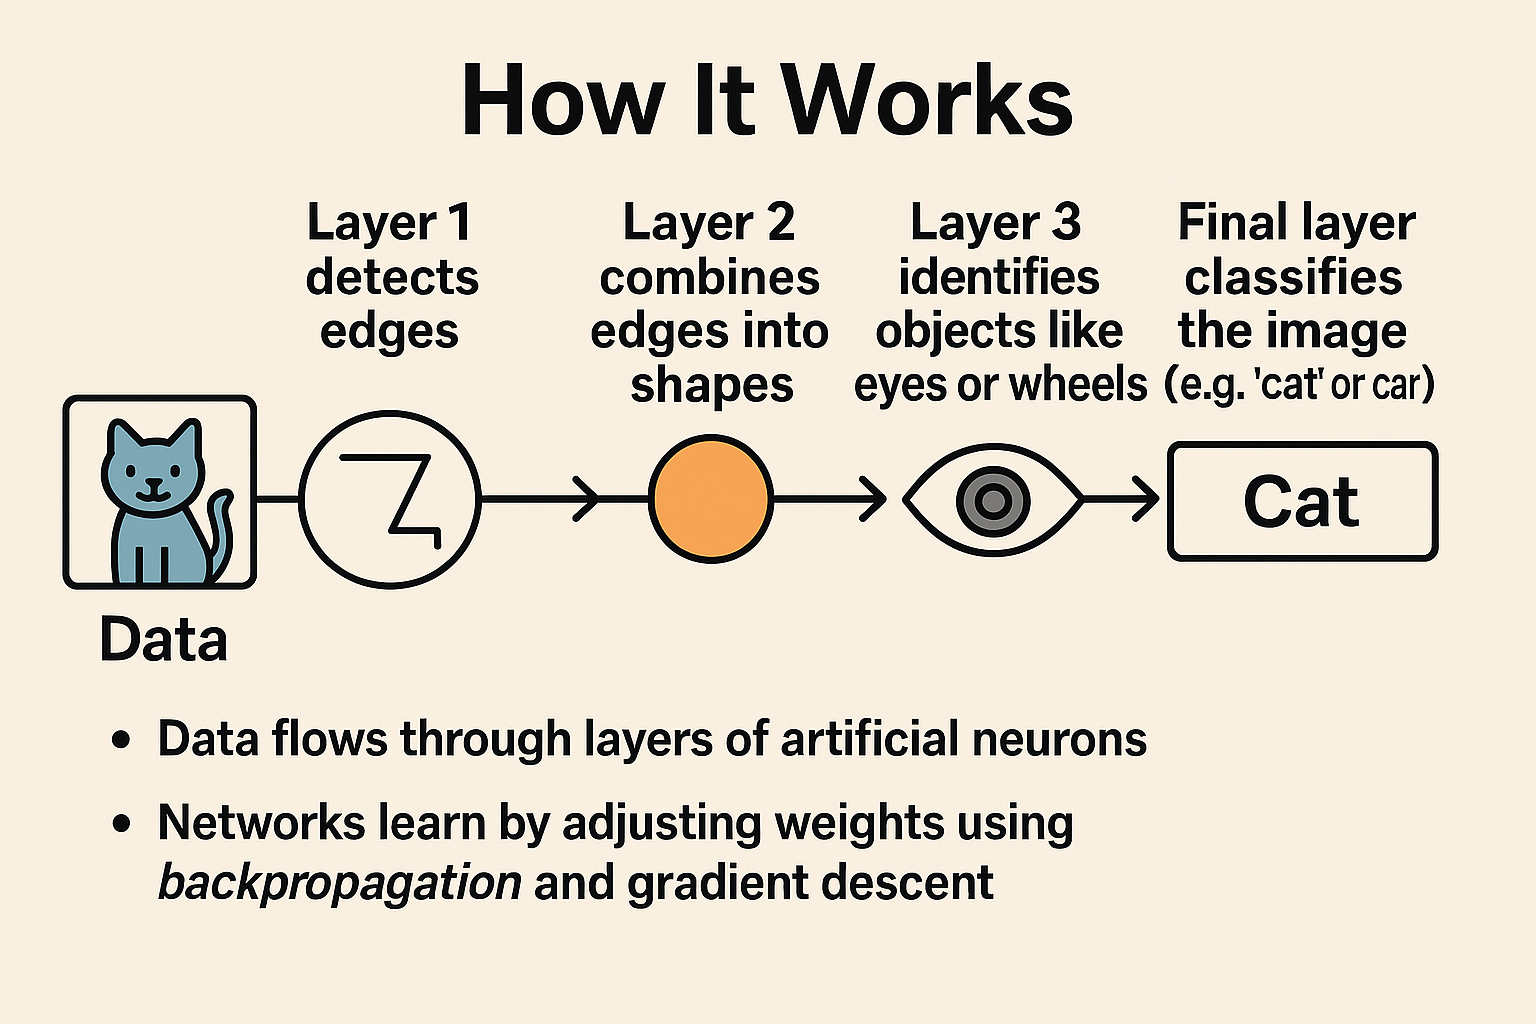 How It Works
Layer 1
detects
edges
Layer 2
combines
edges into
shapes
Layer 3
identifies
objects like
eyes or wheels
Final layer
classifies
the image
(e.g. 'cat' or car)
Cat
Data
• Data flows through layers of artificial neurons
• Networks learn by adjusting weights using
backpropagation and gradient descent